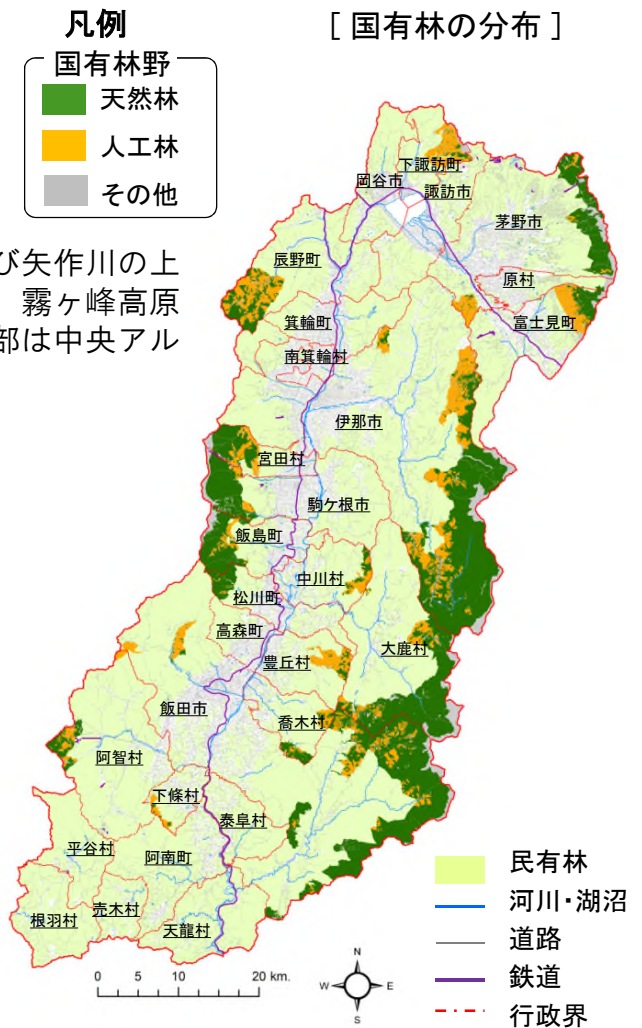 凡例
[ 国有林の分布 ]
国有林野
天然林
人工林
その他
び矢作川の上
霧ヶ峰高原
部は中央アル
下諏訪町
岡谷市
諏訪市
茅野市
辰野町
原村
富士見町
箕輪町
南箕輪村
伊那市
宮田村
駒ケ根市
飯島町
中川村
松川町
高森町
大鹿村
豊丘村
飯田市
喬木村
阿智村
下條村
泰阜村
平谷村
阿南町
売木村
根羽村
天龍村
民有林
河川・湖沼
道路
鉄道
行政界
0 5 10 20 km.
N
W E
S